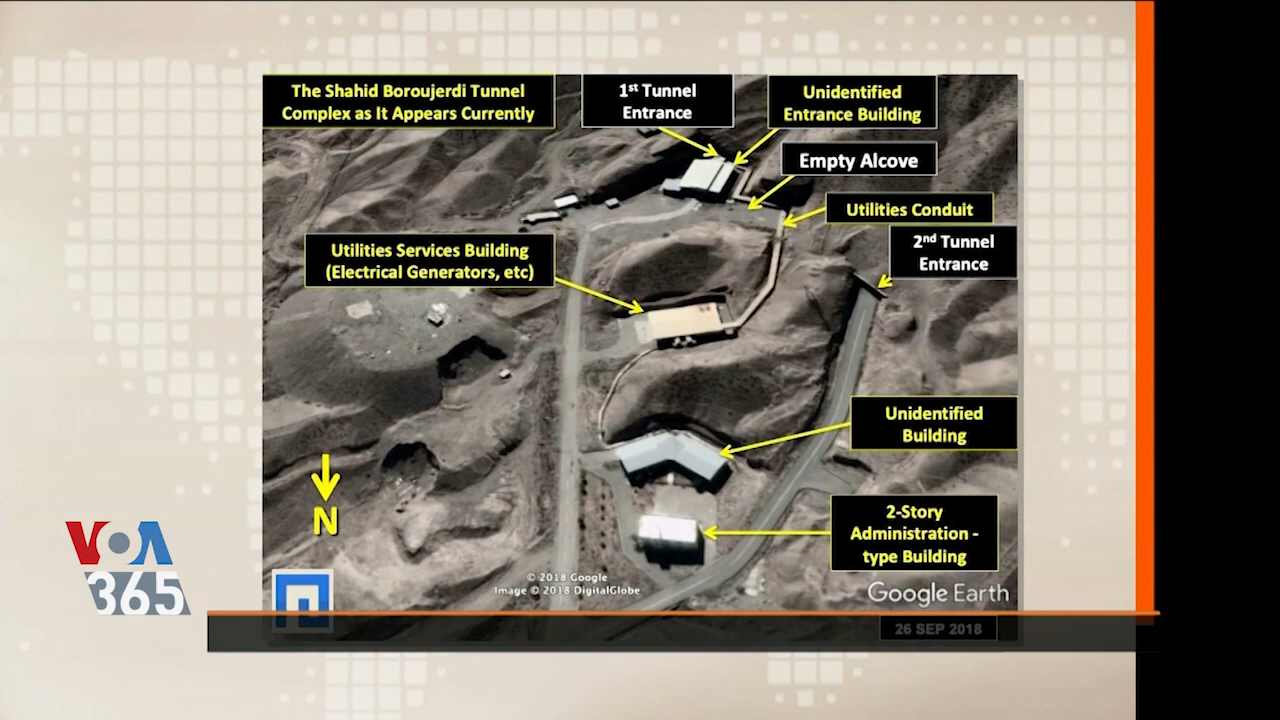 The Shahid Boroujerdi Tunnel
Complex as It Appears Currently
1st Tunnel
Entrance
Unidentified
Entrance Building
Empty Alcove
Utilities Conduit
2nd Tunnel
Entrance
Utilities Services Building
(Electrical Generators, etc)
Unidentified
Building
N
2-Story
Administration -
type Building
VOA
365
© 2018 Google
Image © 2018 DigitalGlobe
Google Earth
26 SEP 2018